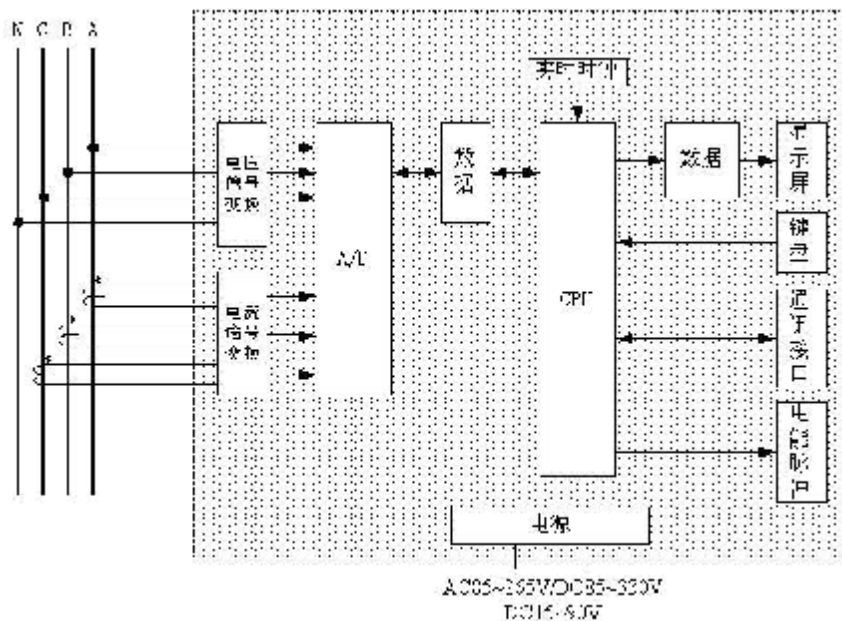 N C B A
实时时钟
电压
信号
变换
A/D
数
据
CPU
数据
显
示
屏
键
盘
电流
信号
变换
通
讯
接
口
电
能
脉
冲
电源